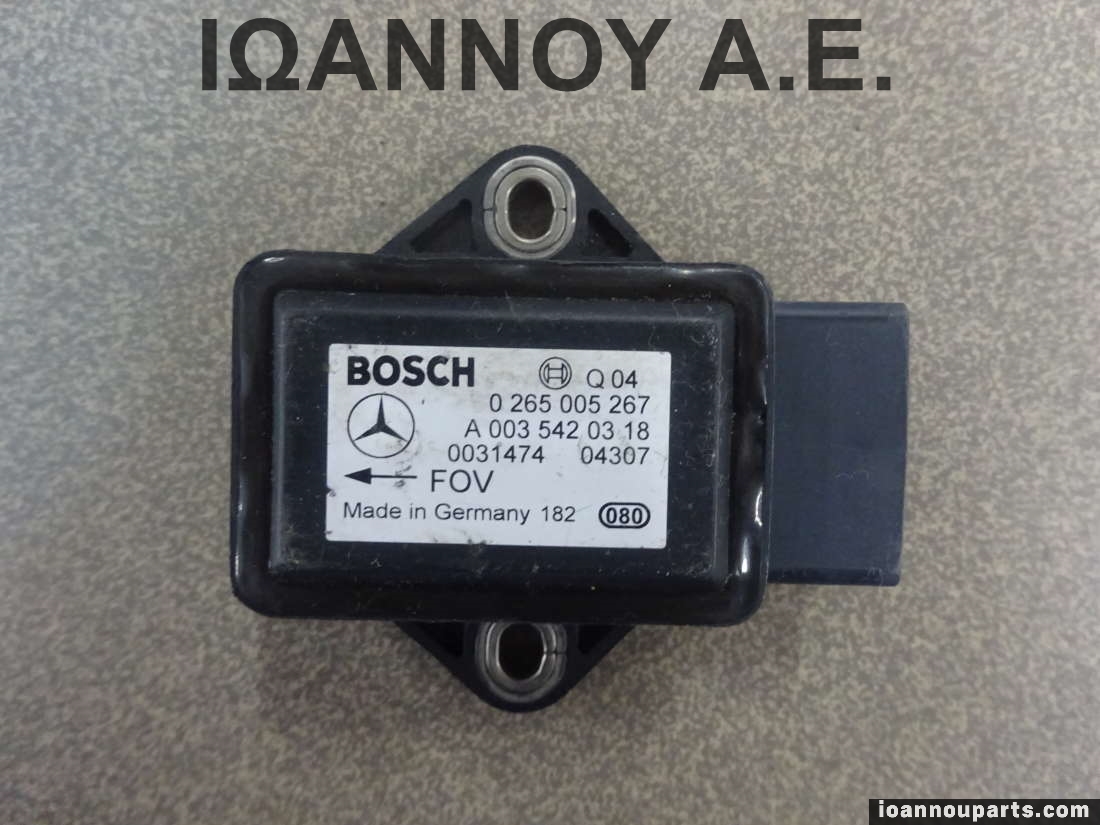 ΙΩΑΝΝΟΥ Α.Ε.
BOSCH Q 04
0 265 005 267
A 003 542 03 18
0031474 04307
FOV
Made in Germany 182 080
ioannouparts.com